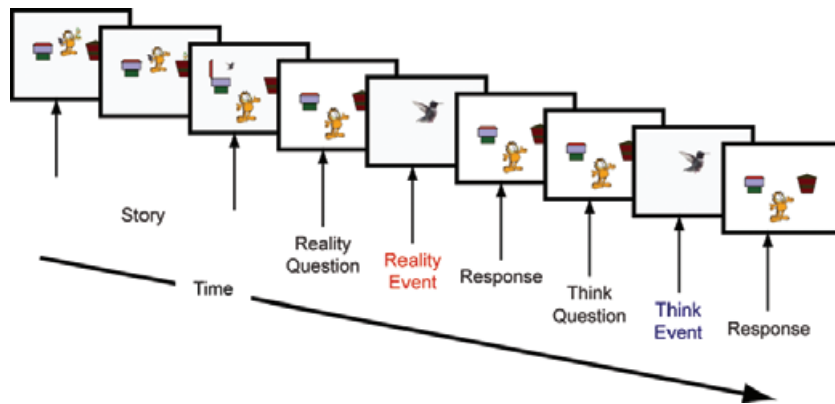 Story
Reality
Question
Reality
Event
Response
Think
Question
Think
Event
Response
Time